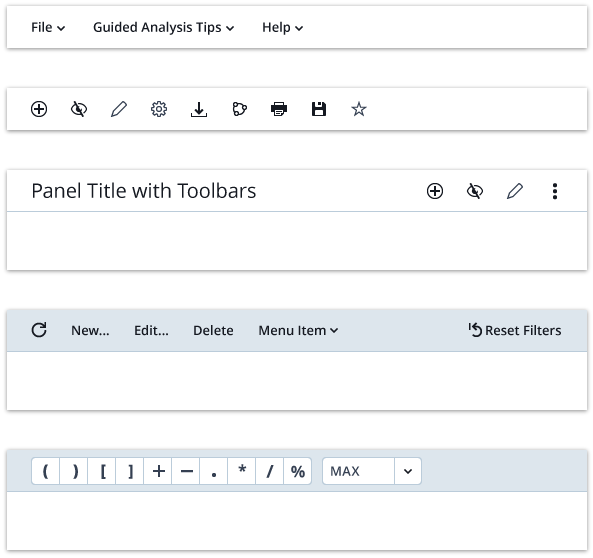 File Guided Analysis Tips Help
Panel Title with Toolbars
New... Edit... Delete Menu Item Reset Filters
( ) [ ] + − . * / % MAX